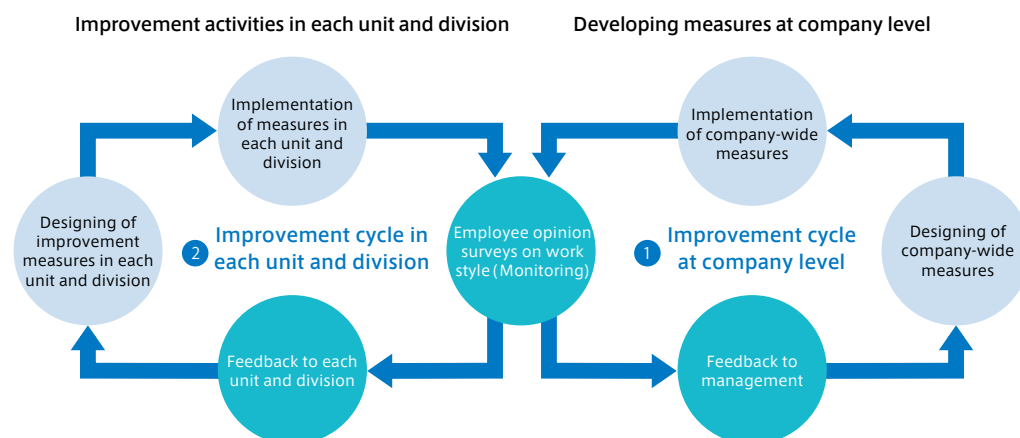 Improvement activities in each unit and division
Developing measures at company level
Implementation
of measures in
each unit and
division
Implementation
of company-wide
measures
Designing of
improvement
measures in each
unit and division
2 Improvement cycle in
each unit and division
Employee opinion
surveys on work
style (Monitoring)
1 Improvement cycle
at company level
Designing of
company-wide
measures
Feedback to each
unit and division
Feedback to
management